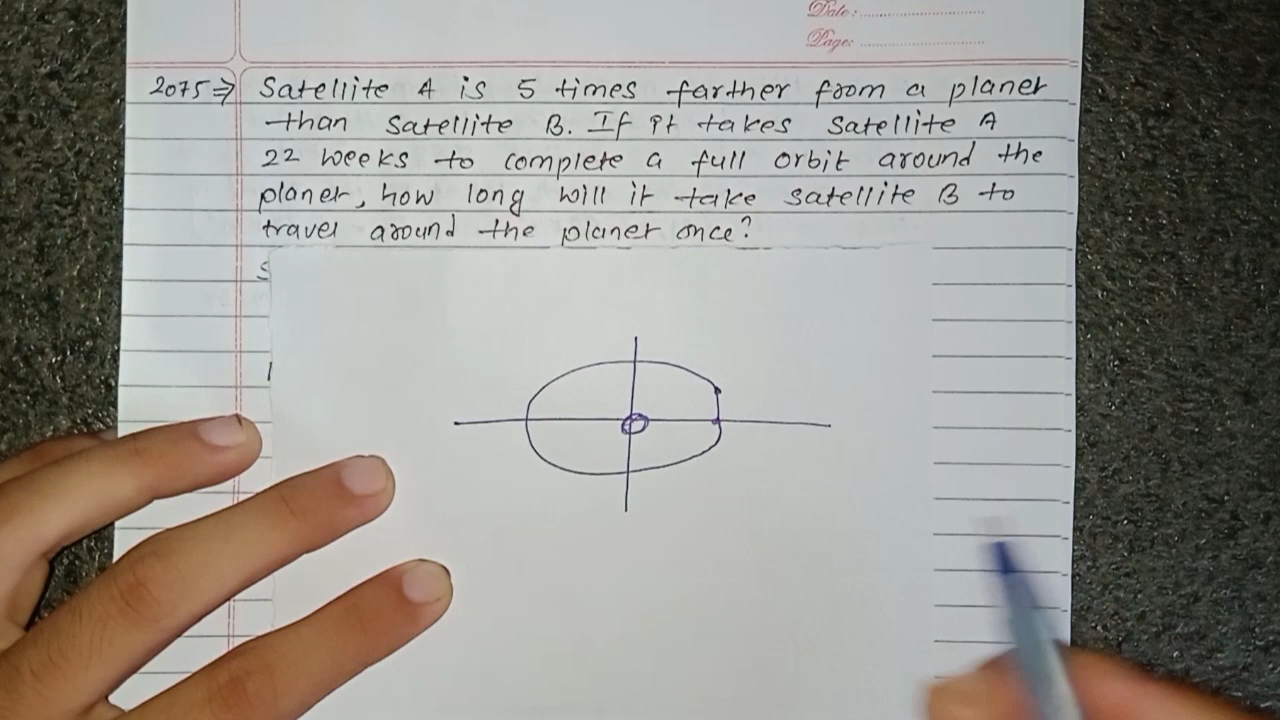 Date:
Page:
2075⇒ Satellite A is 5 times farther from a planet
than Satellite B. If it takes Satellite A
22 weeks to complete a full orbit around the
planet, how long will it take satellite B to
travel around the planet once?
S